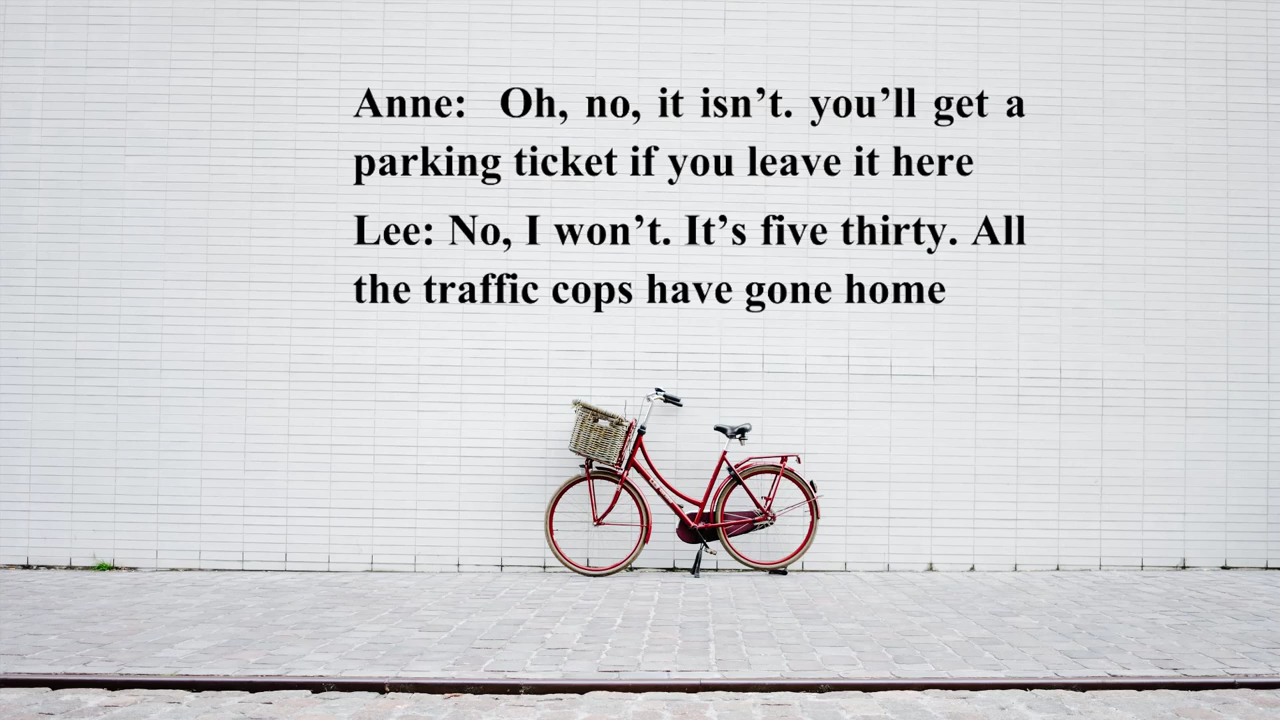 Anne: Oh, no, it isn’t. you’ll get a
parking ticket if you leave it here
Lee: No, I won’t. It’s five thirty. All
the traffic cops have gone home